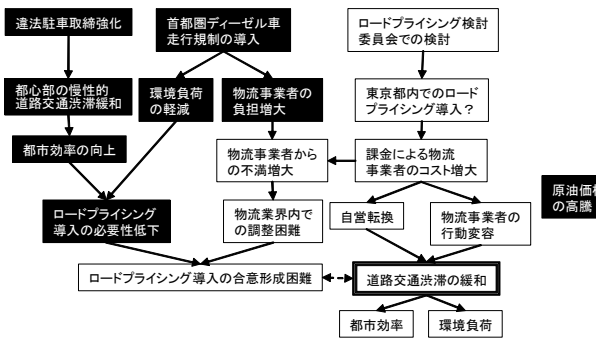 違法駐車取締強化
首都圏ディーゼル車
走行規制の導入
ロードプライシング検討
委員会での検討
都心部の慢性的
道路交通渋滞緩和
環境負荷
の軽減
物流事業者の
負担増大
東京都内でのロード
プライシング導入？
都市効率の向上
物流事業者から
の不満増大
課金による物流
事業者のコスト増大
原油価格
の高騰
ロードプライシング
導入の必要性低下
物流業界内で
の調整困難
自営転換
物流事業者の
行動変容
ロードプライシング導入の合意形成困難
道路交通渋滞の緩和
都市効率
環境負荷